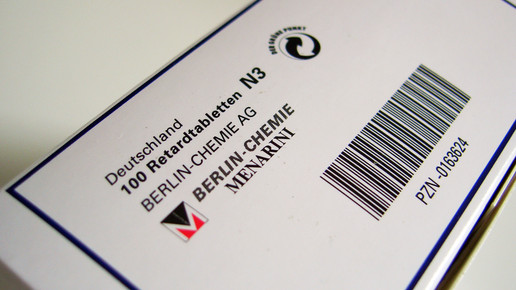 DER GRÜNE PUNKT
Deutschland
100 Retardtabletten N3
BERLIN-CHEMIE AG
BERLIN-CHEMIE
MENARINI
PZN -0163624